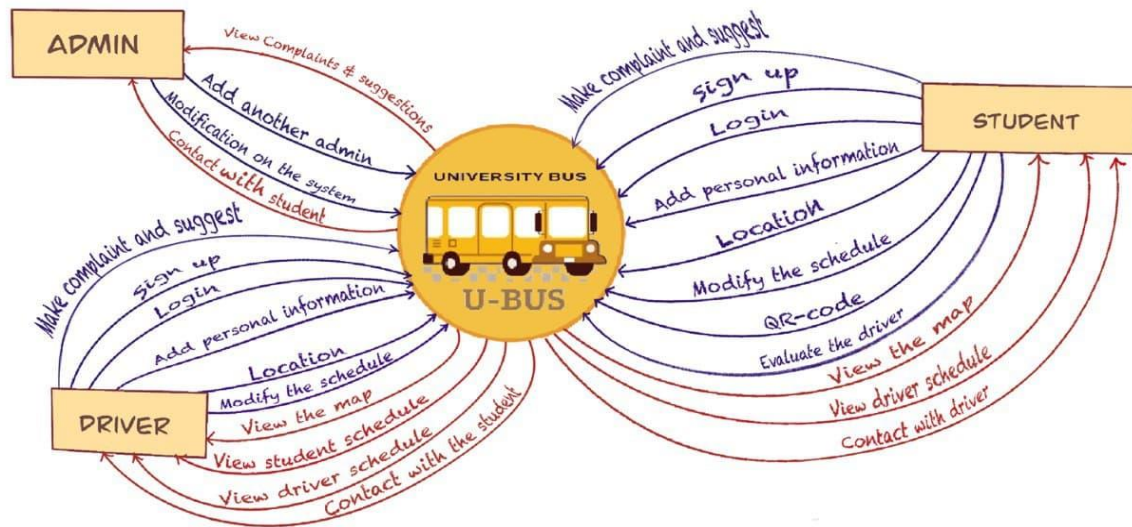 ADMIN
View Complaints & suggestions
Add another admin
Modification on the system
Contact with student
UNIVERSITY BUS
U-BUS
Make complaint and suggest
sign up
Login
Add personal information
Location
Modify the schedule
QR-code
Evaluate the driver
View the map
View driver schedule
Contact with driver
STUDENT
Make complaint and suggest
sign up
Login
Add personal information
Location
Modify the schedule
View the map
View student schedule
View driver schedule
Contact with the student
DRIVER